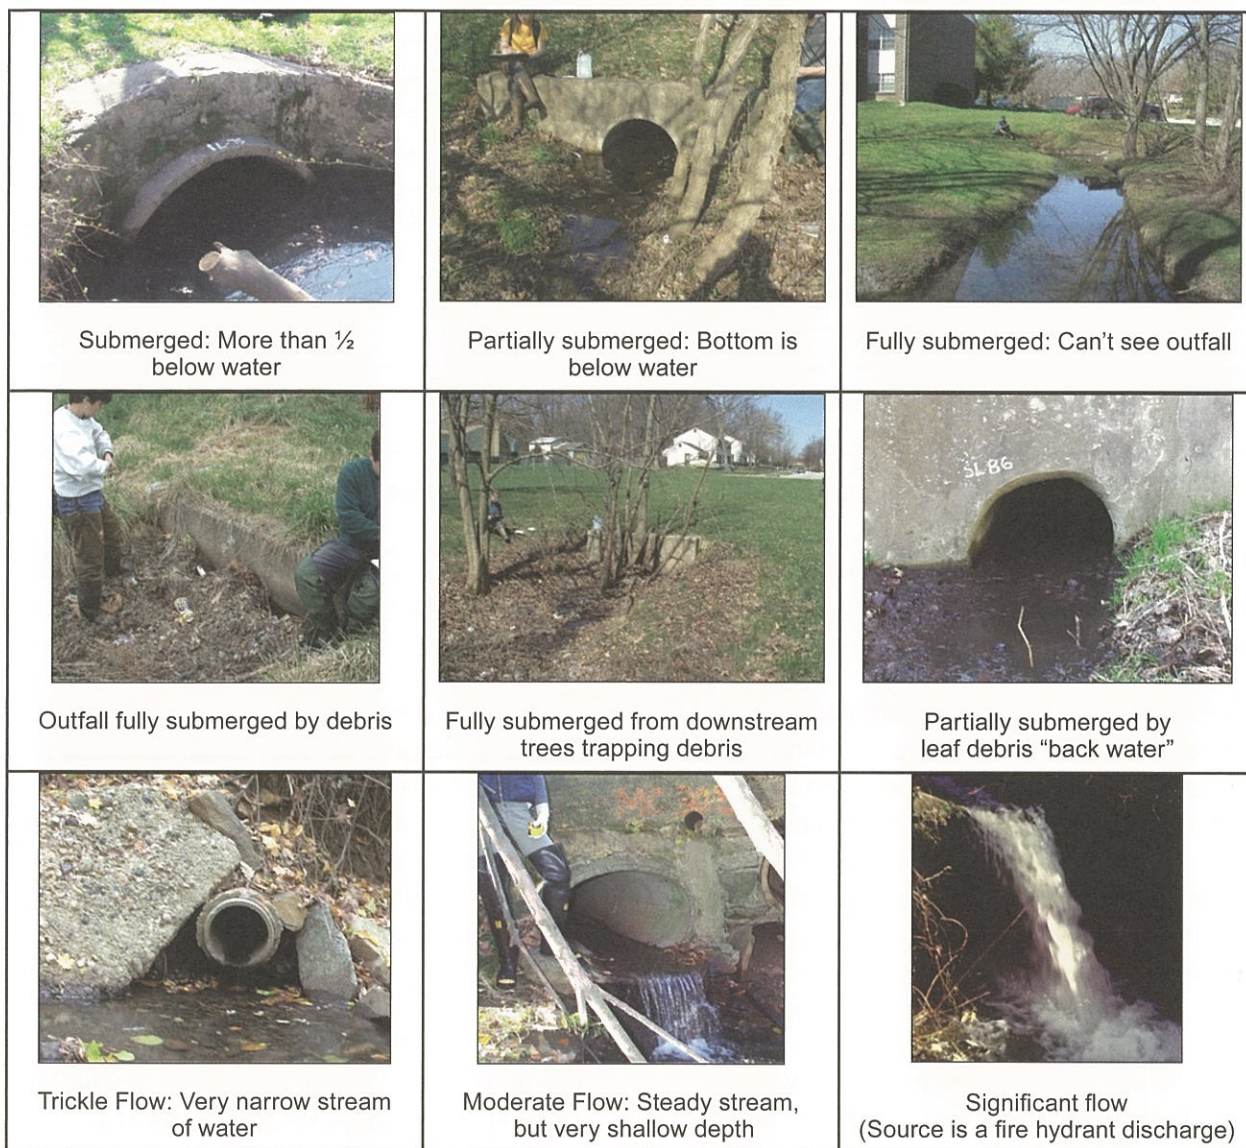 Submerged: More than ½
below water
Partially submerged: Bottom is
below water
Fully submerged: Can't see outfall
SL86
Outfall fully submerged by debris
Fully submerged from downstream
trees trapping debris
Partially submerged by
leaf debris “back water”
Trickle Flow: Very narrow stream
of water
Moderate Flow: Steady stream,
but very shallow depth
Significant flow
(Source is a fire hydrant discharge)